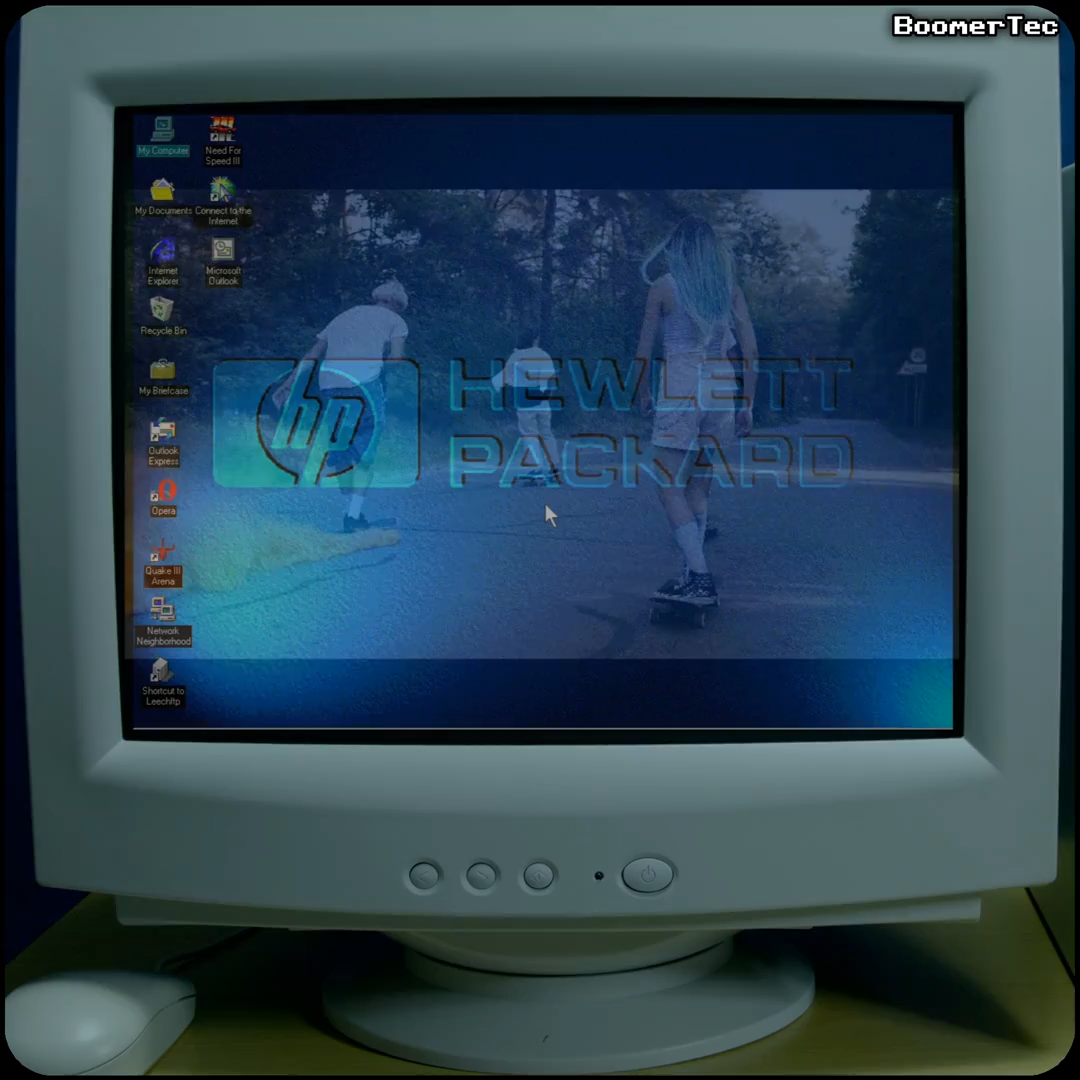 BoomerTec
My Computer
Need For
Speed III
My Documents
Connect to the
Internet
Internet
Explorer
Microsoft
Outlook
Recycle Bin
My Briefcase
hp
HEWLETT
PACKARD
Outlook
Express
Opera
Quake III
Arena
Network
Neighborhood
Shortcut to
Leechftp